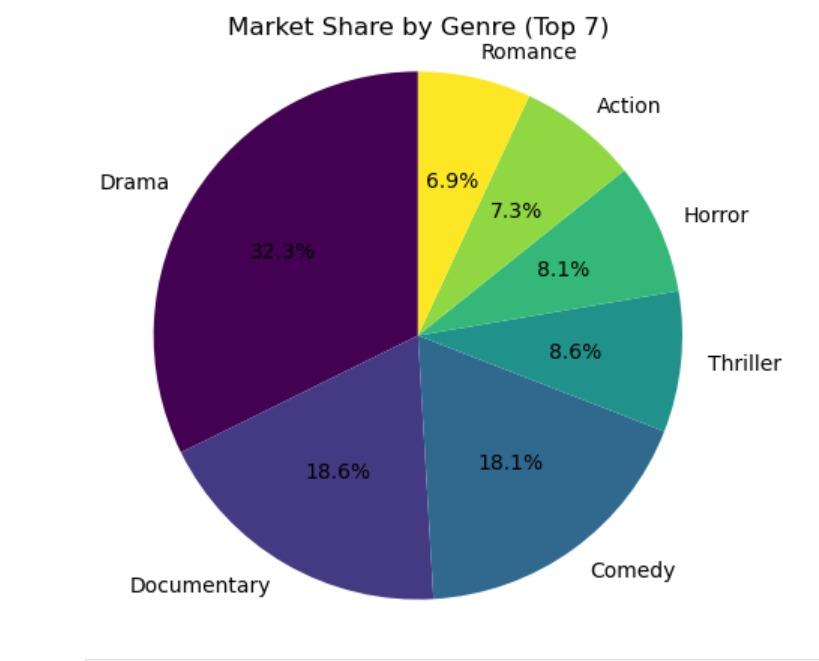 Market Share by Genre (Top 7)
Romance
Action
Drama
Horror
6.9%
7.3%
32.3%
8.1%
8.6%
Thriller
18.6%
18.1%
Documentary
Comedy